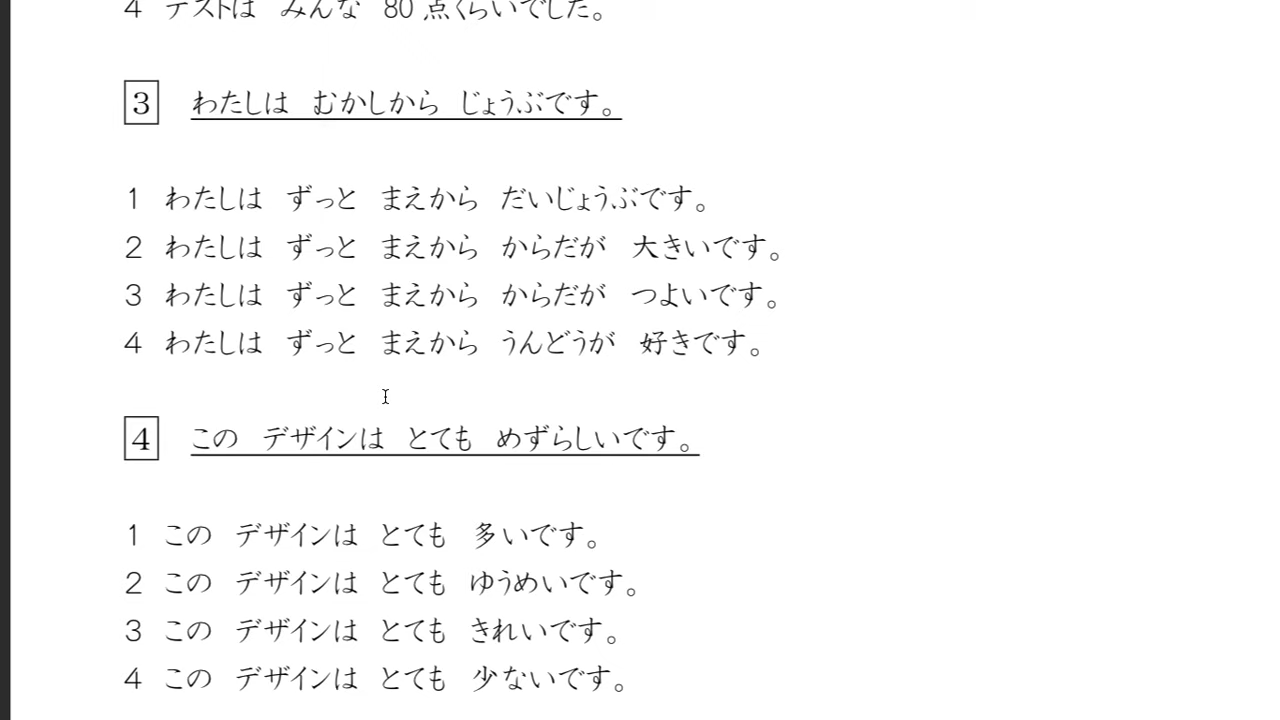 4 テストは みんな 80点くらいでした。
3 わたしは むかしから じょうぶです。
1 わたしは ずっと まえから だいじょうぶです。
2 わたしは ずっと まえから からだが 大きいです。
3 わたしは ずっと まえから からだが つよいです。
4 わたしは ずっと まえから うんどうが 好きです。
4 この デザインは とても めずらしいです。
1 この デザインは とても 多いです。
2 この デザインは とても ゆうめいです。
3 この デザインは とても きれいです。
4 この デザインは とても 少ないです。